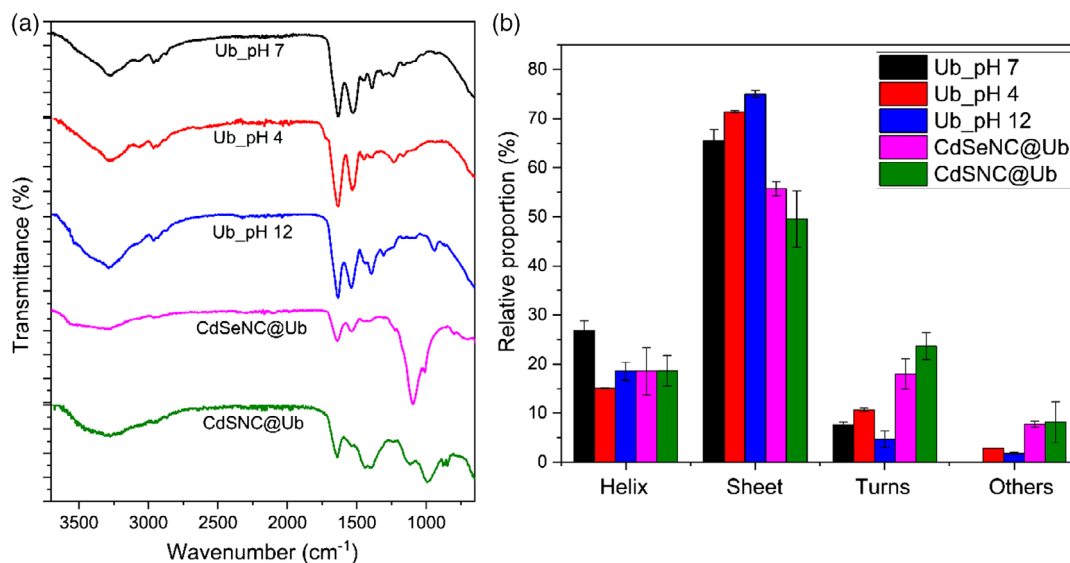 (a)
Ub_pH 7
Ub_pH 4
Ub_pH 12
CdSeNC@Ub
CdSNC@Ub
Transmittance (%)
3500 3000 2500 2000 1500 1000
Wavenumber (cm⁻¹)
(b)
Ub_pH 7
Ub_pH 4
Ub_pH 12
CdSeNC@Ub
CdSNC@Ub
Relative proportion (%)
80
70
60
50
40
30
20
10
0
Helix Sheet Turns Others